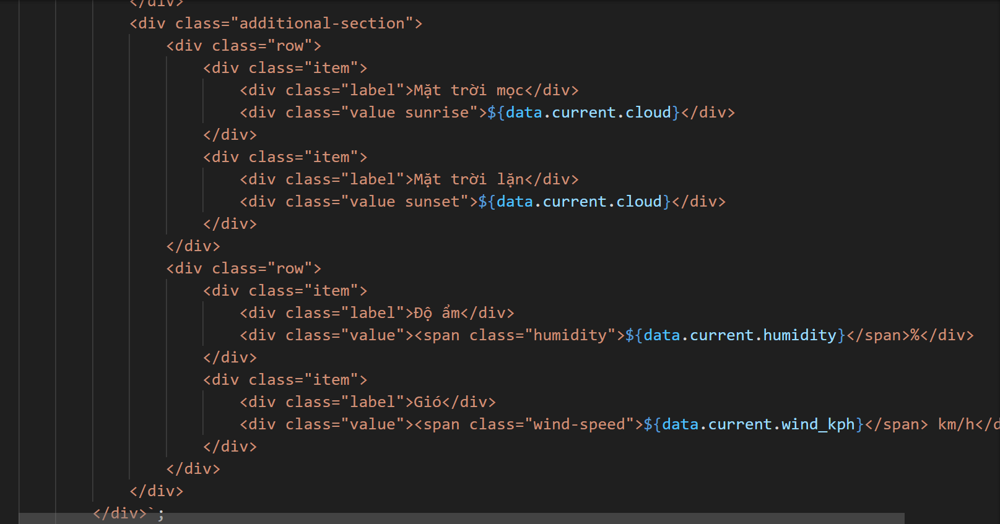 </div>
<div class="additional-section">
<div class="row">
<div class="item">
<div class="label">Mặt trời mọc</div>
<div class="value sunrise">${data.current.cloud}</div>
</div>
<div class="item">
<div class="label">Mặt trời lặn</div>
<div class="value sunset">${data.current.cloud}</div>
</div>
</div>
<div class="row">
<div class="item">
<div class="label">Độ ẩm</div>
<div class="value"><span class="humidity">${data.current.humidity}</span>%</div>
</div>
<div class="item">
<div class="label">Gió</div>
<div class="value"><span class="wind-speed">${data.current.wind_kph}</span> km/h</d
</div>
</div>
</div>
</div>`;